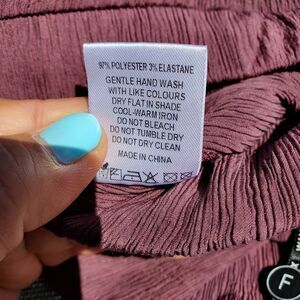 97% POLYESTER 3% ELASTANE
GENTLE HAND WASH
WITH LIKE COLOURS
DRY FLAT IN SHADE
COOL-WARM IRON
DO NOT BLEACH
DO NOT TUMBLE DRY
DO NOT DRY CLEAN
MADE IN CHINA
F